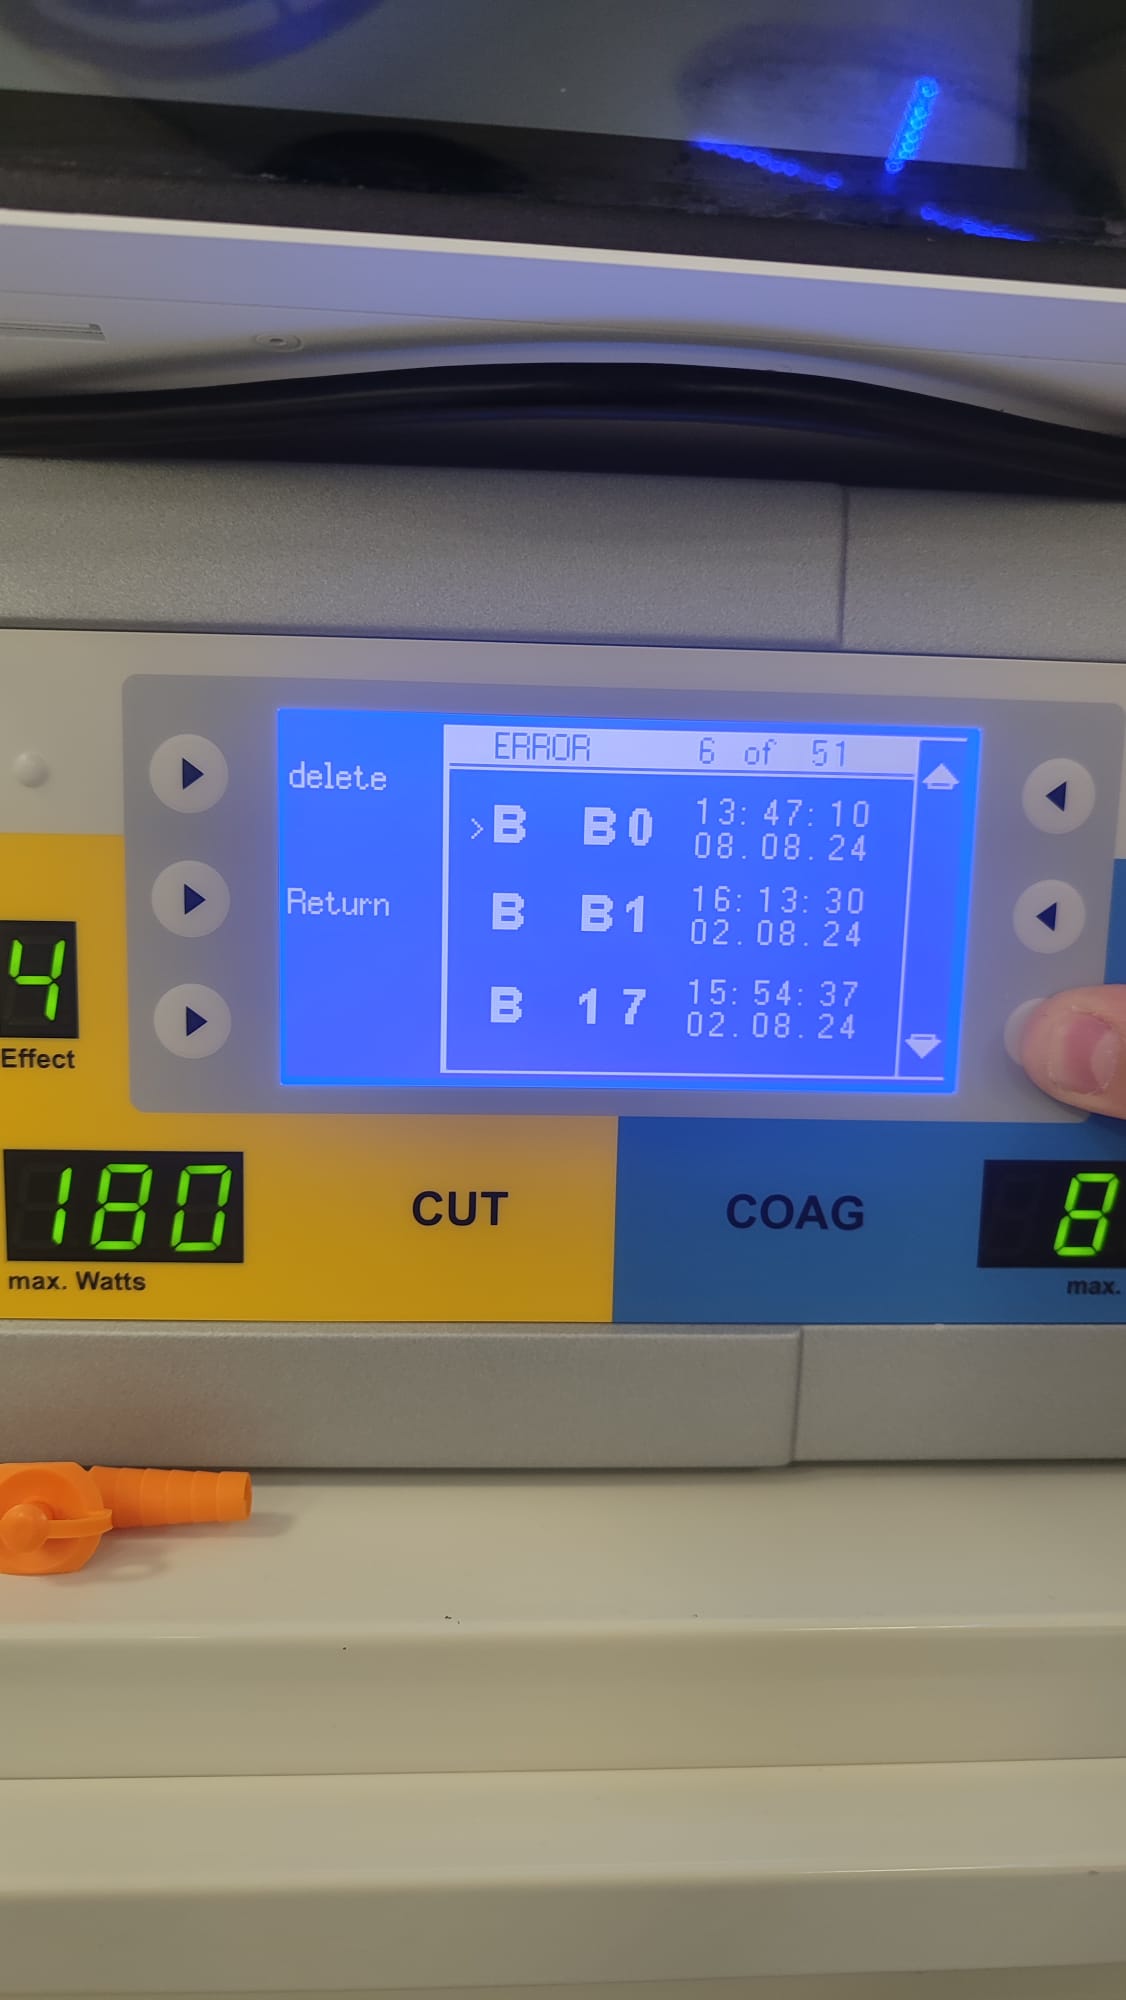 ERROR 6 of 51
delete
>B B0 13:47:10
08.08.24
Return
B B1 16:13:30
02.08.24
B 17 15:54:37
02.08.24
4
Effect
180
max. Watts
CUT
COAG
8
max.